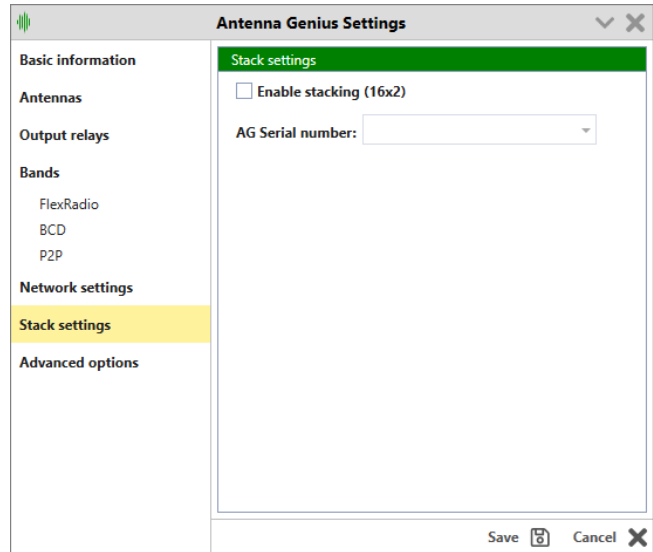 Antenna Genius Settings
Basic information
Antennas
Output relays
Bands
FlexRadio
BCD
P2P
Network settings
Stack settings
Advanced options
Stack settings
Enable stacking (16x2)
AG Serial number:
Save
Cancel